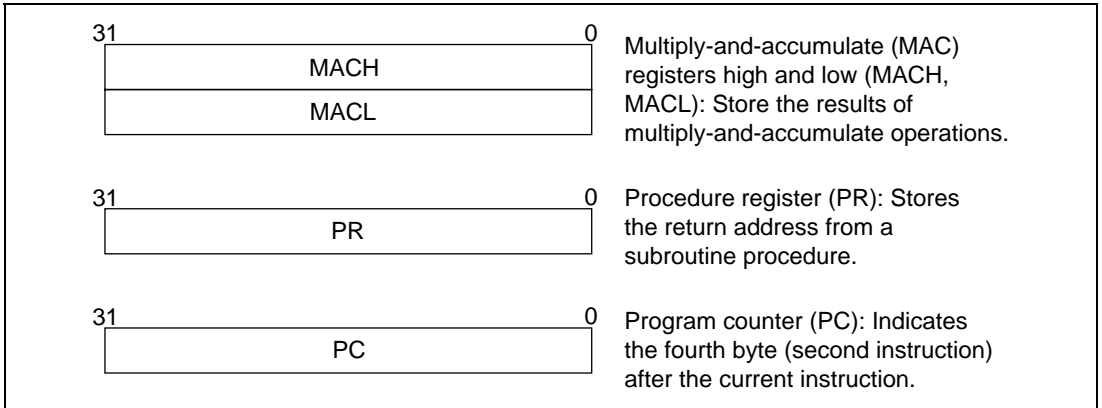 31 0
MACH
MACL
Multiply-and-accumulate (MAC)
registers high and low (MACH,
MACL): Store the results of
multiply-and-accumulate operations.
31 0
PR
Procedure register (PR): Stores
the return address from a
subroutine procedure.
31 0
PC
Program counter (PC): Indicates
the fourth byte (second instruction)
after the current instruction.